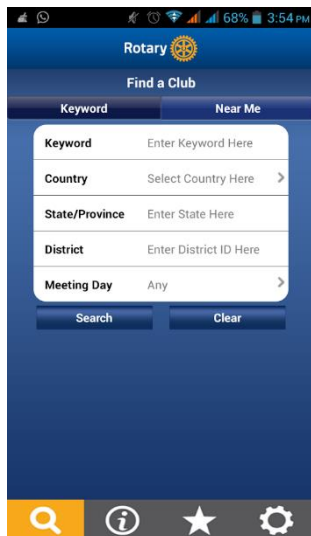 68% 3:54 PM
Rotary
Find a Club
Keyword Near Me
Keyword Enter Keyword Here
Country Select Country Here >
State/Province Enter State Here
District Enter District ID Here
Meeting Day Any >
Search Clear